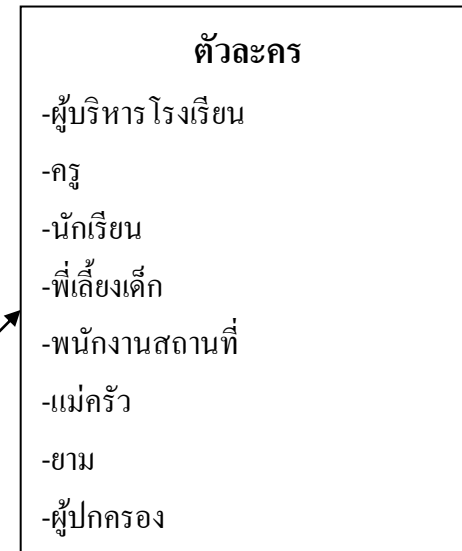 ตัวละคร
-ผู้บริหารโรงเรียน
-ครู
-นักเรียน
-พี่เลี้ยงเด็ก
-พนักงานสถานที่
-แม่ครัว
-ยาม
-ผู้ปกครอง